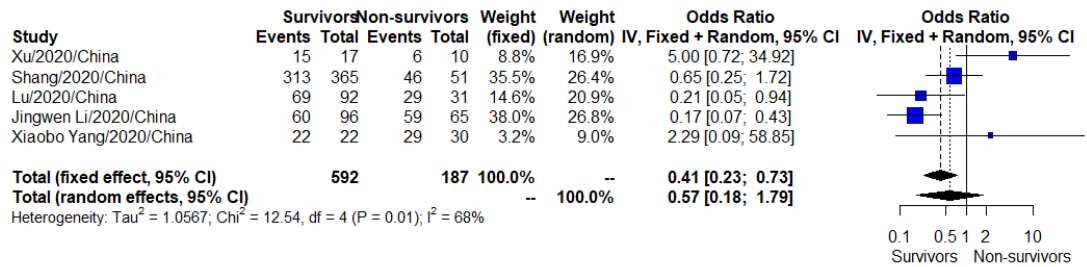 Survivors Non-survivors Weight Weight Odds Ratio Odds Ratio
Study Events Total Events Total (fixed) (random) IV, Fixed + Random, 95% CI IV, Fixed + Random, 95% CI
Xu/2020/China 15 17 6 10 8.8% 16.9% 5.00 [0.72; 34.92]
Shang/2020/China 313 365 46 51 35.5% 26.4% 0.65 [0.25; 1.72]
Lu/2020/China 69 92 29 31 14.6% 20.9% 0.21 [0.05; 0.94]
Jingwen Li/2020/China 60 96 59 65 38.0% 26.8% 0.17 [0.07; 0.43]
Xiaobo Yang/2020/China 22 22 29 30 3.2% 9.0% 2.29 [0.09; 58.85]
Total (fixed effect, 95% CI) 592 187 100.0% -- 0.41 [0.23; 0.73]
Total (random effects, 95% CI) -- 100.0% 0.57 [0.18; 1.79]
Heterogeneity: Tau² = 1.0567; Chi² = 12.54, df = 4 (P = 0.01); I² = 68%
0.1 0.5 1 2 10
Survivors Non-survivors